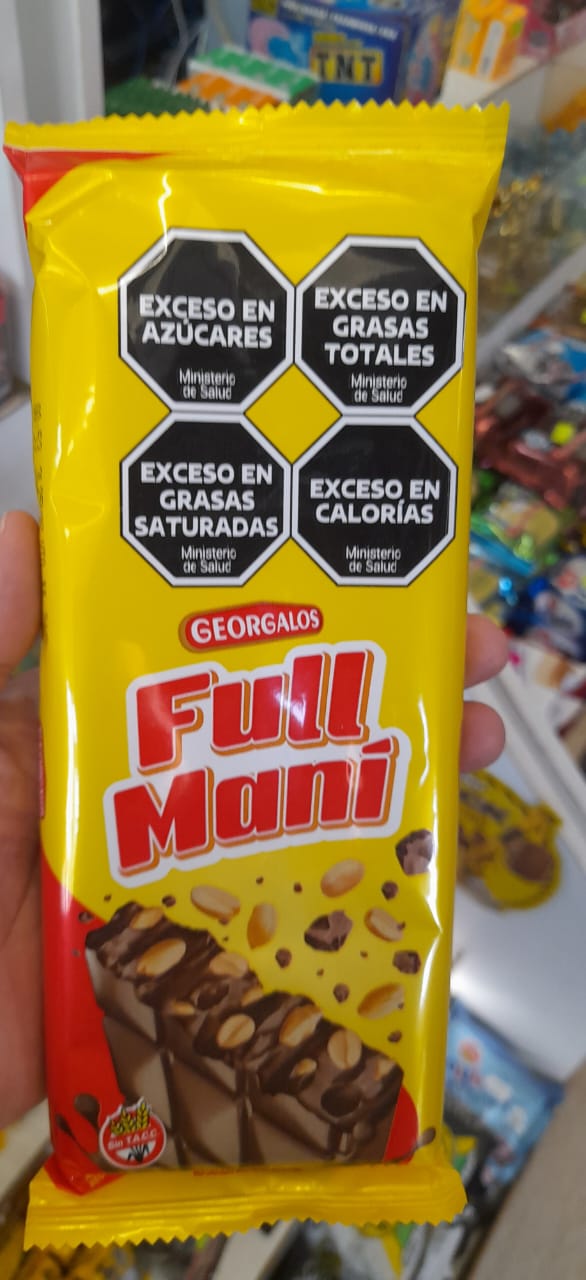 TNT
EXCESO EN
AZÚCARES
Ministerio
de Salud
EXCESO EN
GRASAS
TOTALES
Ministerio
de Salud
EXCESO EN
GRASAS
SATURADAS
Ministerio
de Salud
EXCESO EN
CALORÍAS
Ministerio
de Salud
GEORGALOS
Full
Maní
Sin T.A.C.C.